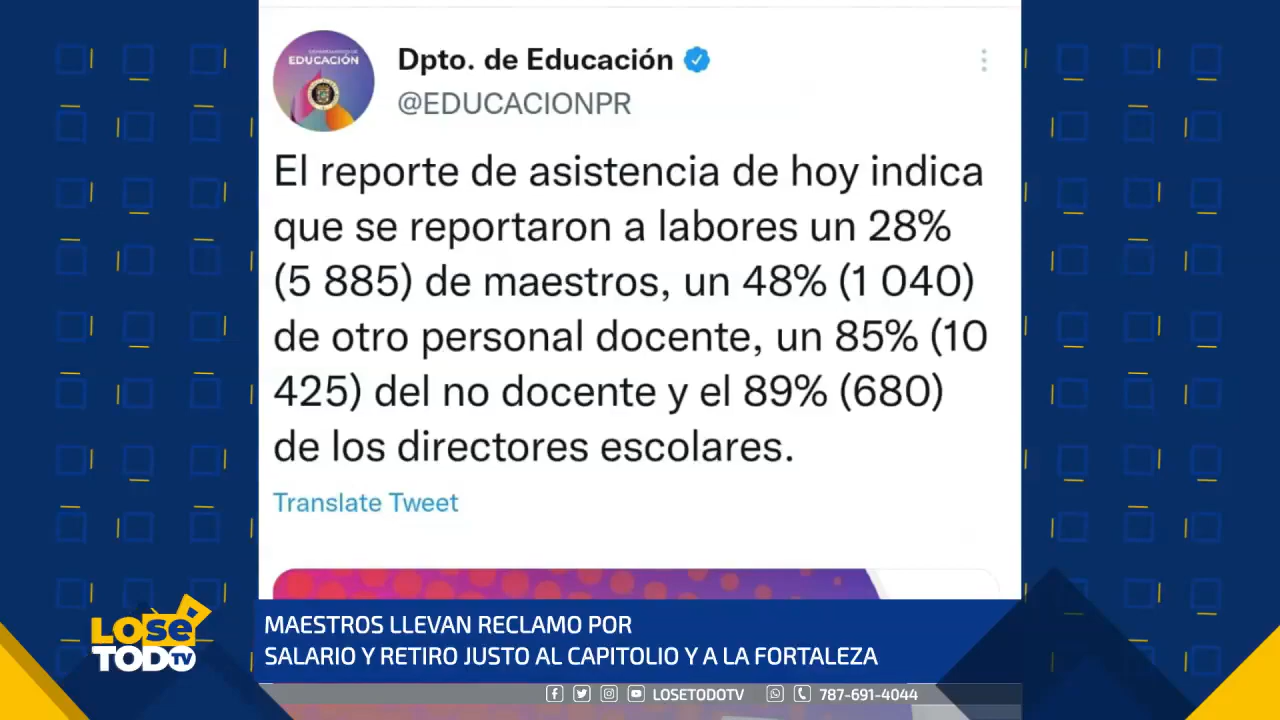 DEPARTAMENTO DE
EDUCACIÓN
Dpto. de Educación
@EDUCACIONPR
El reporte de asistencia de hoy indica
que se reportaron a labores un 28%
(5 885) de maestros, un 48% (1 040)
de otro personal docente, un 85% (10
425) del no docente y el 89% (680)
de los directores escolares.
Translate Tweet
LOSÉ
TODO TV
MAESTROS LLEVAN RECLAMO POR
SALARIO Y RETIRO JUSTO AL CAPITOLIO Y A LA FORTALEZA
LOSETODOTV 787-691-4044